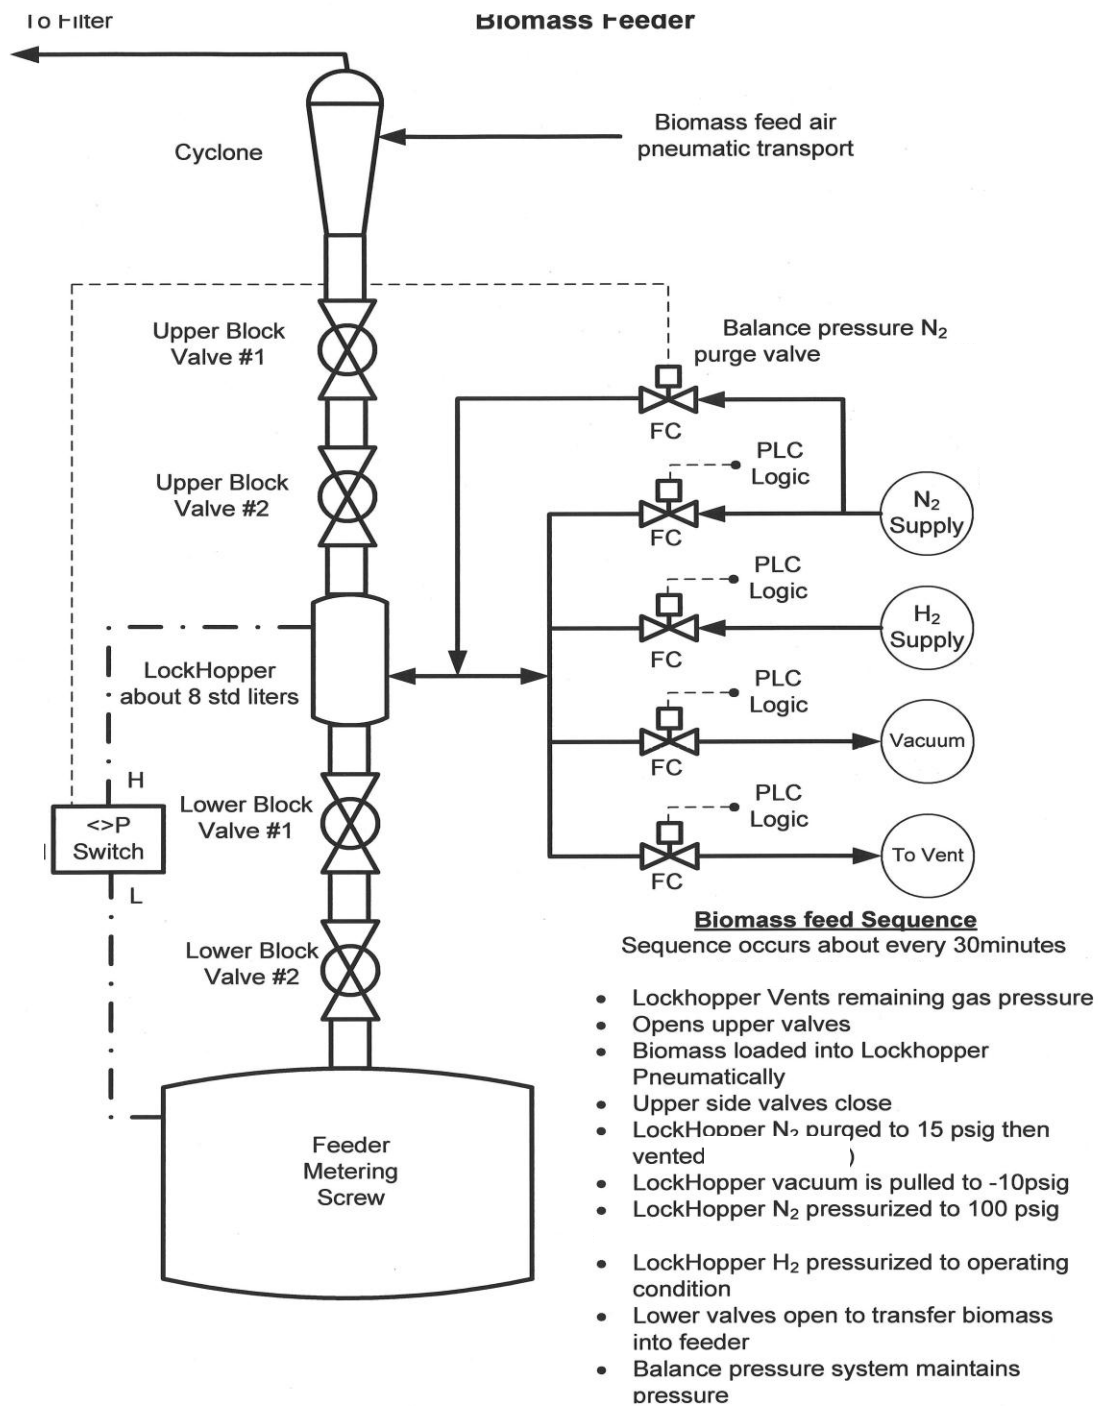 To Filter
Biomass Feeder
Biomass feed air
pneumatic transport
Cyclone
Upper Block
Valve #1
Balance pressure N₂
purge valve
FC
PLC
Logic
Upper Block
Valve #2
N₂
Supply
FC
PLC
Logic
H₂
Supply
FC
LockHopper
about 8 std liters
PLC
Logic
Vacuum
FC
H
Lower Block
Valve #1
PLC
Logic
<>P
Switch
To Vent
FC
L
Lower Block
Valve #2
Biomass feed Sequence
Sequence occurs about every 30minutes
• Lockhopper Vents remaining gas pressure
• Opens upper valves
• Biomass loaded into Lockhopper
Pneumatically
• Upper side valves close
• LockHopper N₂ purged to 15 psig then
vented )
• LockHopper vacuum is pulled to -10psig
• LockHopper N₂ pressurized to 100 psig
• LockHopper H₂ pressurized to operating
condition
• Lower valves open to transfer biomass
into feeder
• Balance pressure system maintains
pressure
Feeder
Metering
Screw